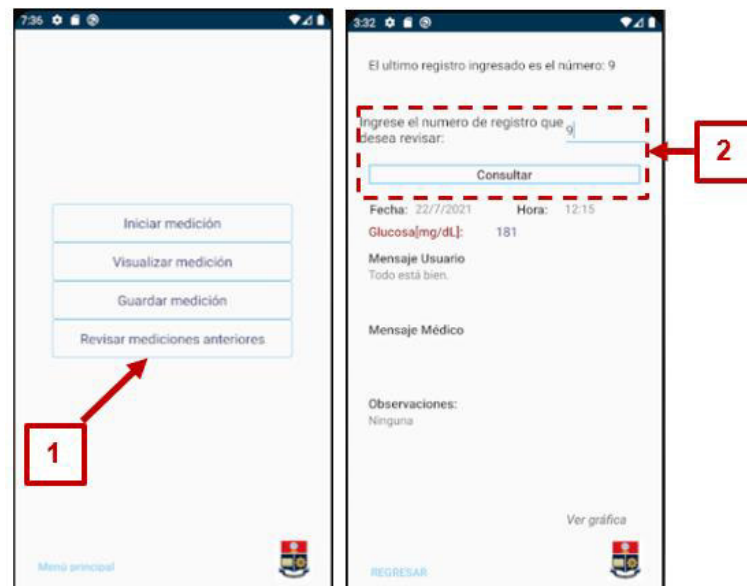 7:36
Iniciar medición
Visualizar medición
Guardar medición
Revisar mediciones anteriores
1
Menú principal
3:32
El ultimo registro ingresado es el número: 9
Ingrese el numero de registro que
desea revisar:
9
Consultar
2
Fecha: 22/7/2021 Hora: 12:15
Glucosa[mg/dL]: 181
Mensaje Usuario
Todo está bien.
Mensaje Médico
Observaciones:
Ninguna
Ver gráfica
REGRESAR